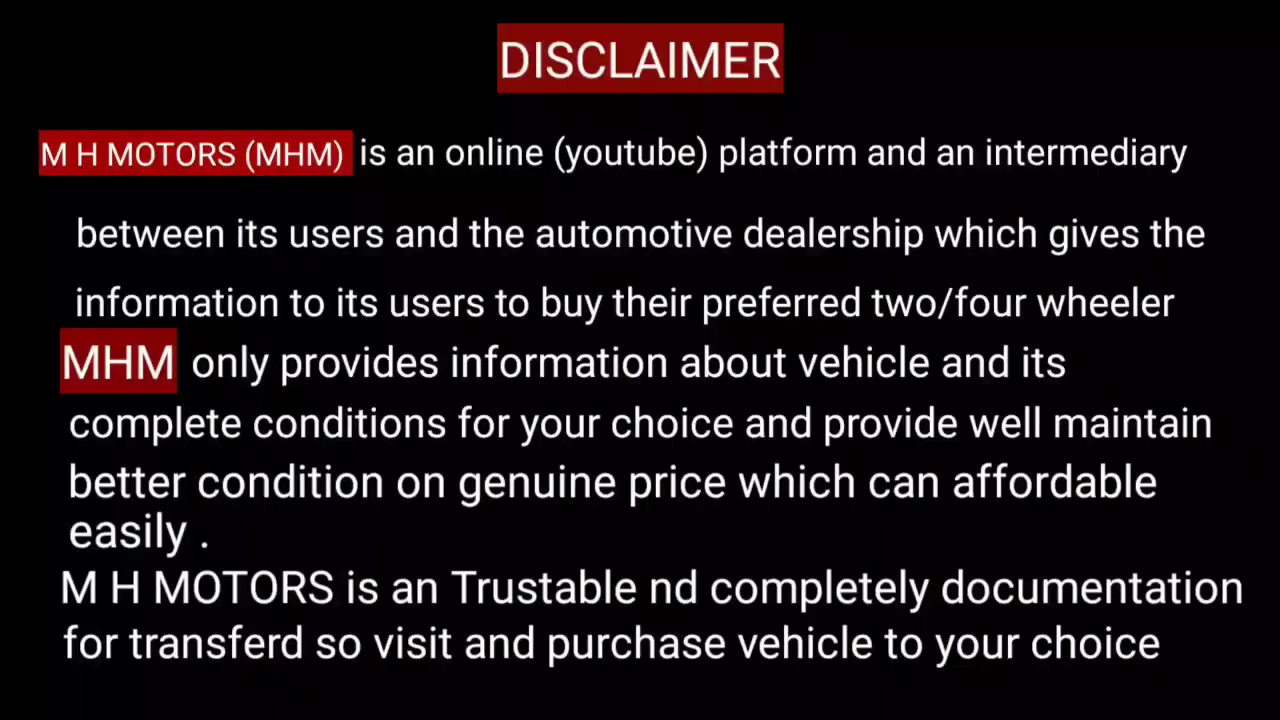 DISCLAIMER
M H MOTORS (MHM) is an online (youtube) platform and an intermediary
between its users and the automotive dealership which gives the
information to its users to buy their preferred two/four wheeler
MHM only provides information about vehicle and its
complete conditions for your choice and provide well maintain
better condition on genuine price which can affordable
easily .
M H MOTORS is an Trustable nd completely documentation
for transferd so visit and purchase vehicle to your choice